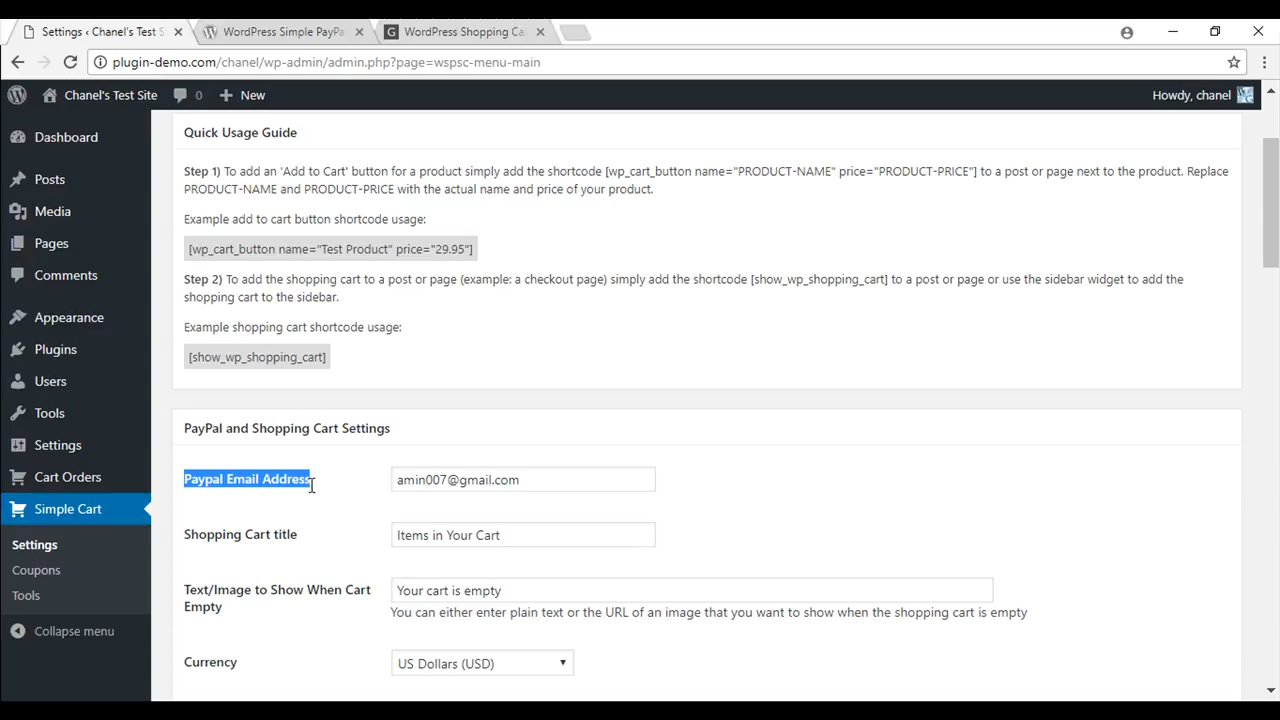 Settings ‹ Chanel's Test S
WordPress Simple PayPa
WordPress Shopping Ca
plugin-demo.com/chanel/wp-admin/admin.php?page=wspsc-menu-main
Chanel's Test Site
0
New
Howdy, chanel
Dashboard
Posts
Media
Pages
Comments
Appearance
Plugins
Users
Tools
Settings
Cart Orders
Simple Cart
Settings
Coupons
Tools
Collapse menu
Quick Usage Guide
Step 1) To add an 'Add to Cart' button for a product simply add the shortcode [wp_cart_button name="PRODUCT-NAME" price="PRODUCT-PRICE"] to a post or page next to the product. Replace
PRODUCT-NAME and PRODUCT-PRICE with the actual name and price of your product.
Example add to cart button shortcode usage:
[wp_cart_button name="Test Product" price="29.95"]
Step 2) To add the shopping cart to a post or page (example: a checkout page) simply add the shortcode [show_wp_shopping_cart] to a post or page or use the sidebar widget to add the
shopping cart to the sidebar.
Example shopping cart shortcode usage:
[show_wp_shopping_cart]
PayPal and Shopping Cart Settings
Paypal Email Address
amin007@gmail.com
Shopping Cart title
Items in Your Cart
Text/Image to Show When Cart
Empty
Your cart is empty
You can either enter plain text or the URL of an image that you want to show when the shopping cart is empty
Currency
US Dollars (USD)